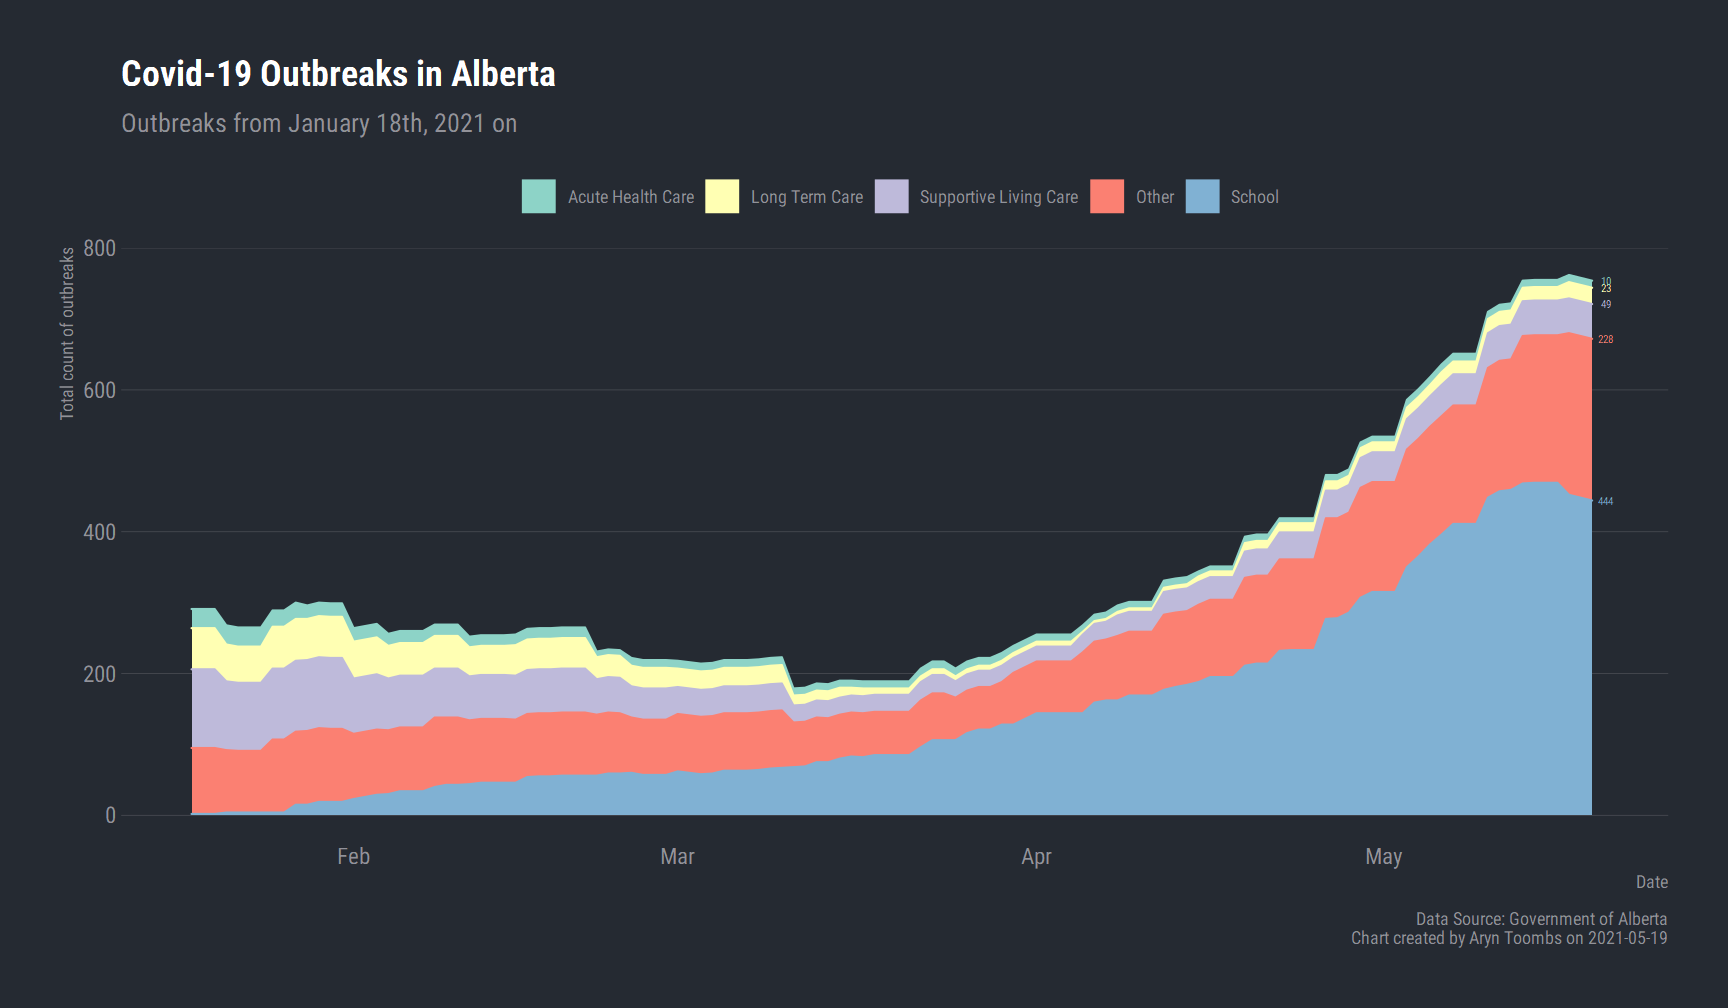 Covid-19 Outbreaks in Alberta
Outbreaks from January 18th, 2021 on
Acute Health Care Long Term Care Supportive Living Care Other School
Total count of outbreaks
800
600
400
200
0
10
23
49
228
444
Feb Mar Apr May
Date
Data Source: Government of Alberta
Chart created by Aryn Toombs on 2021-05-19